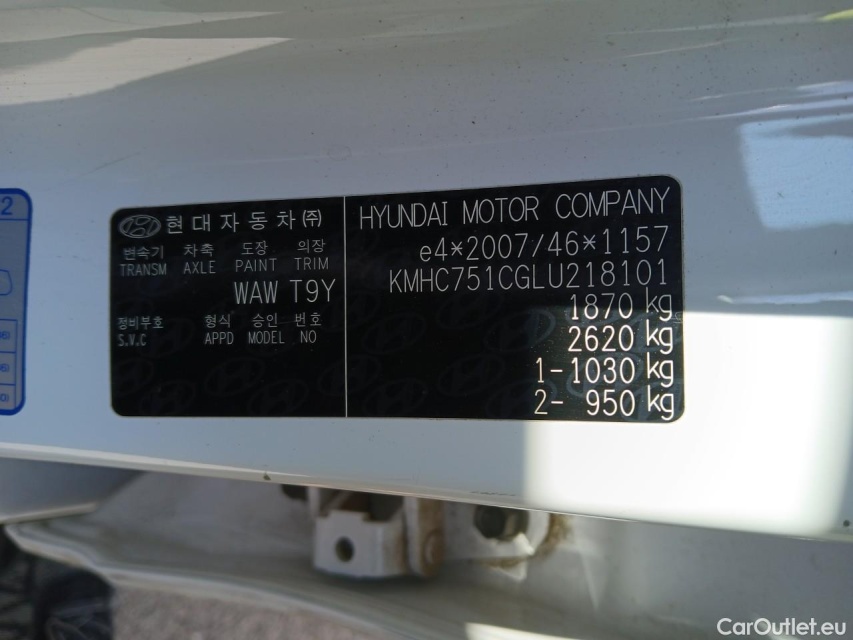 현대자동차(주)
변속기 차축 도장 의장
TRANSM AXLE PAINT TRIM
WAW T9Y
정비부호 형식 승인 번호
S.V.C APPD MODEL NO
HYUNDAI MOTOR COMPANY
e4*2007/46*1157
KMHC751CGLU218101
1870 kg
2620 kg
1-1030 kg
2- 950 kg
2
CarOutlet.eu